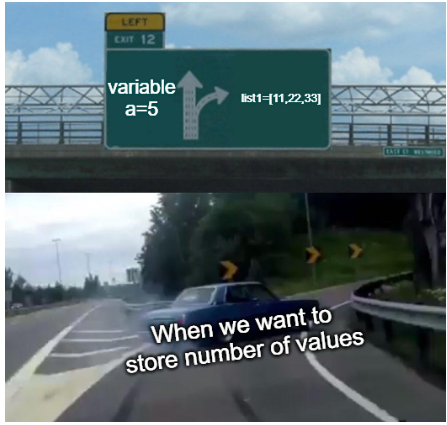 LEFT
EXIT 12
variable
a=5
list1=[11,22,33]
When we want to
store number of values